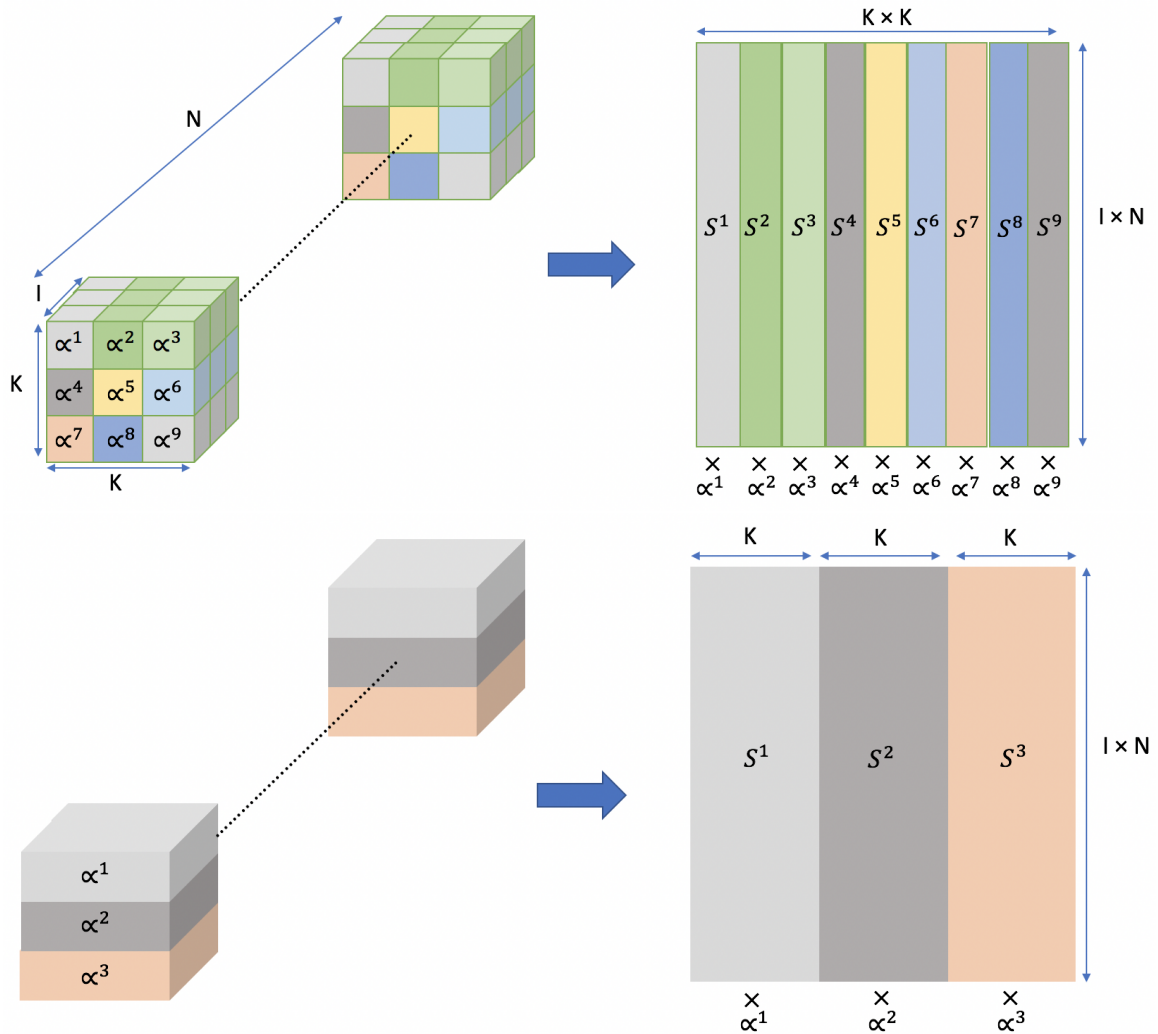 K × K
N
I
K
∝¹ ∝² ∝³
∝⁴ ∝⁵ ∝⁶
∝⁷ ∝⁸ ∝⁹
K
S¹ S² S³ S⁴ S⁵ S⁶ S⁷ S⁸ S⁹
I × N
× × × × × × × × ×
∝¹ ∝² ∝³ ∝⁴ ∝⁵ ∝⁶ ∝⁷ ∝⁸ ∝⁹
K K K
∝¹
∝²
∝³
S¹ S² S³
I × N
× × ×
∝¹ ∝² ∝³